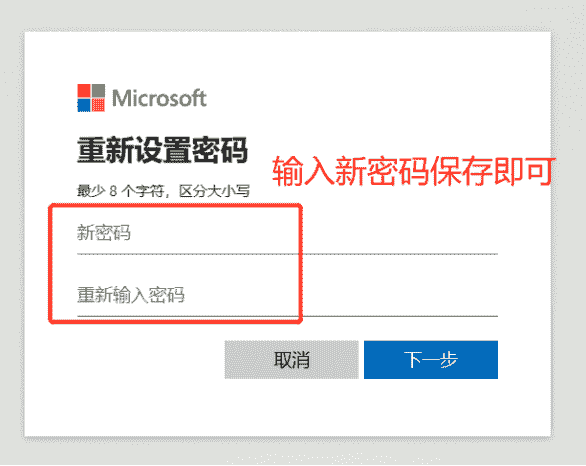 Microsoft
重新设置密码
输入新密码保存即可
最少 8 个字符，区分大小写
新密码
重新输入密码
取消
下一步